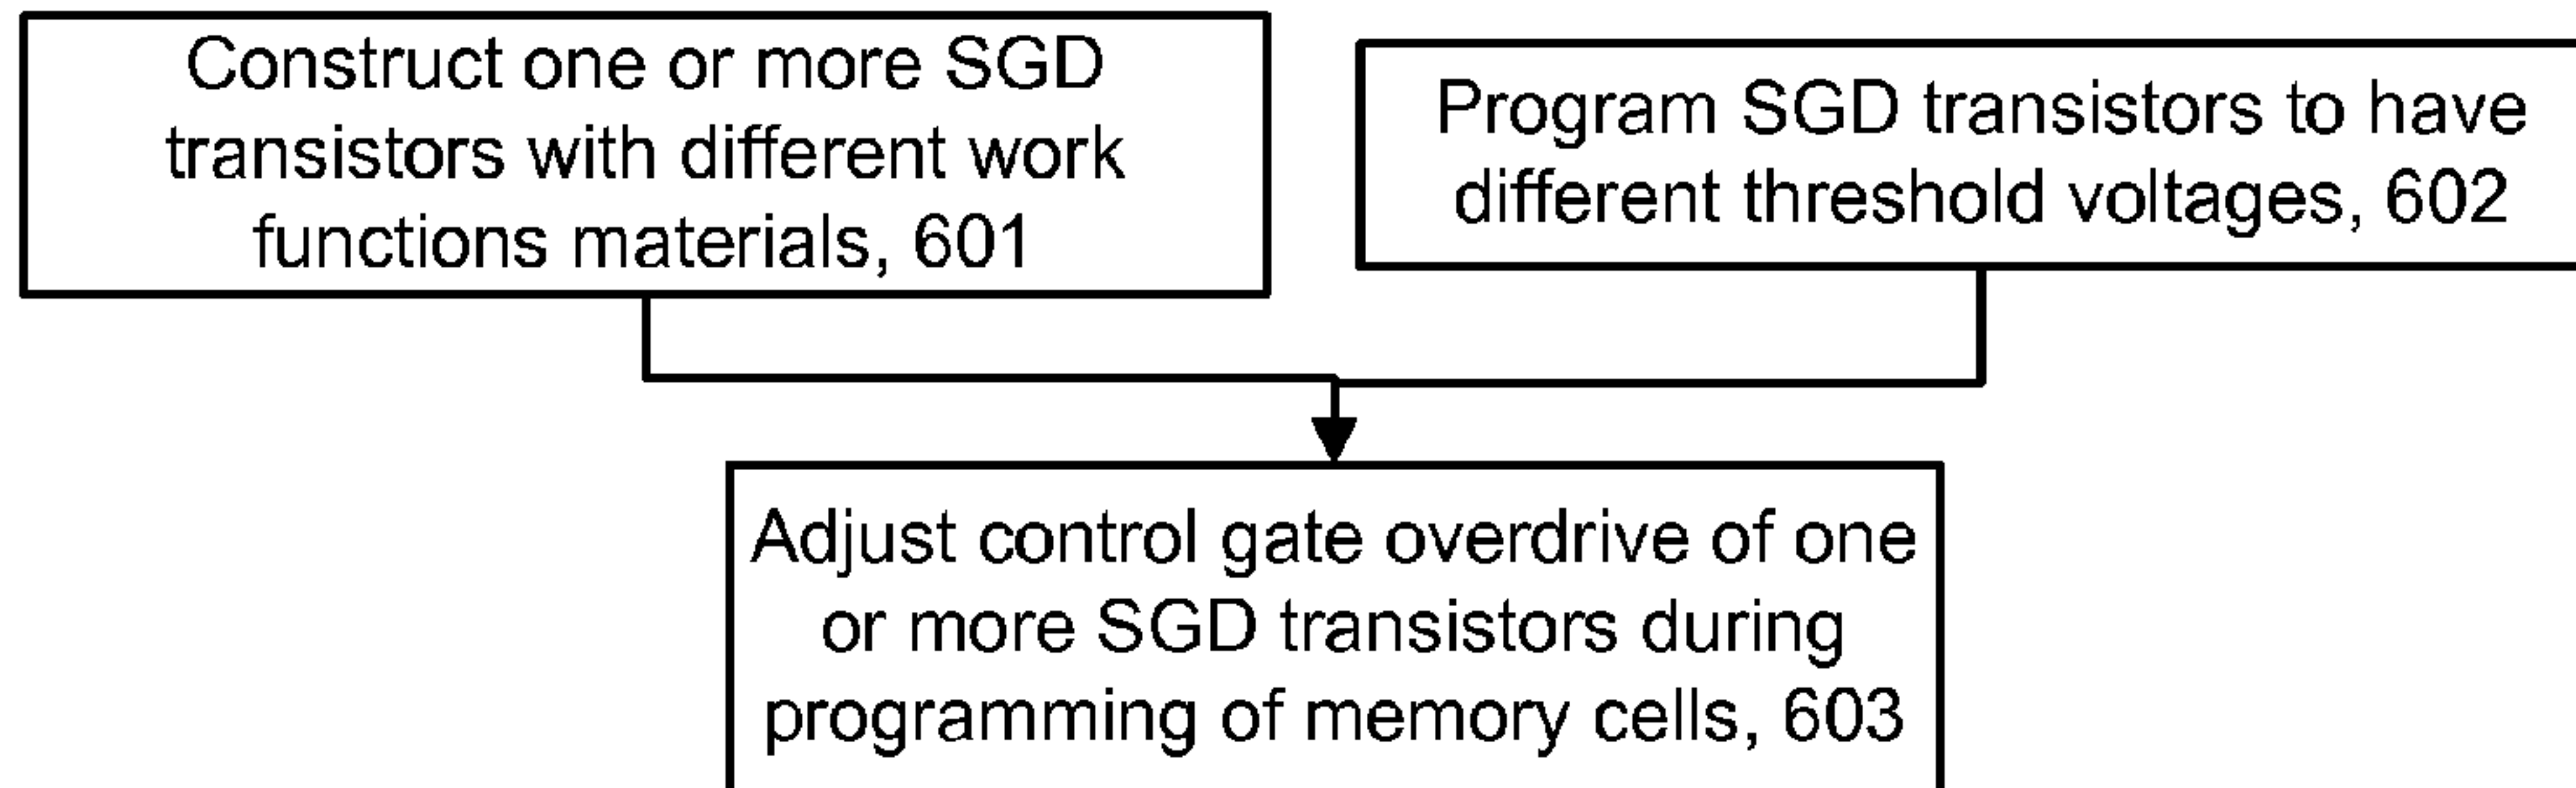 Construct one or more SGD
transistors with different work
functions materials, 601
Program SGD transistors to have
different threshold voltages, 602
Adjust control gate overdrive of one
or more SGD transistors during
programming of memory cells, 603